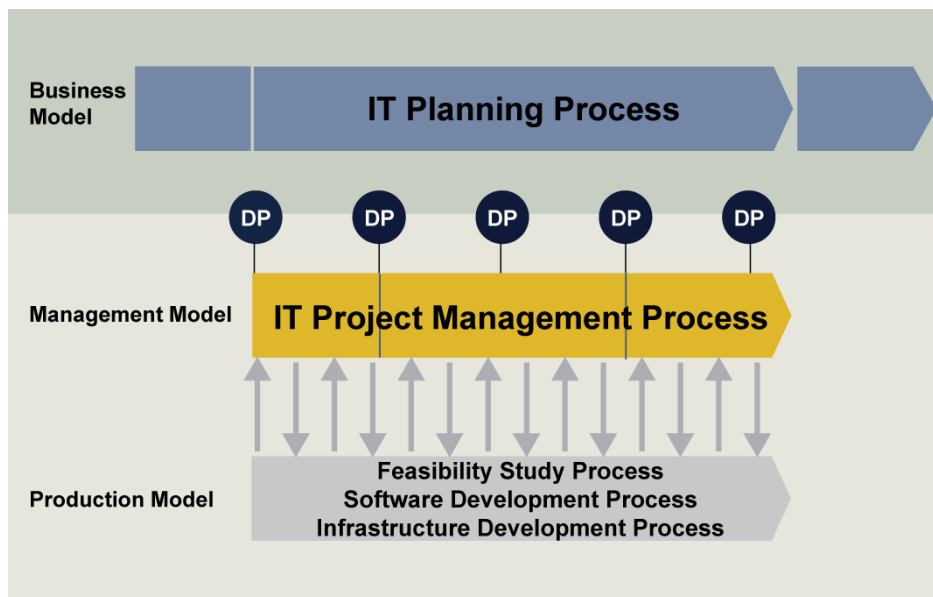 Business
Model
IT Planning Process
DP DP DP DP DP
Management Model
IT Project Management Process
Production Model
Feasibility Study Process
Software Development Process
Infrastructure Development Process